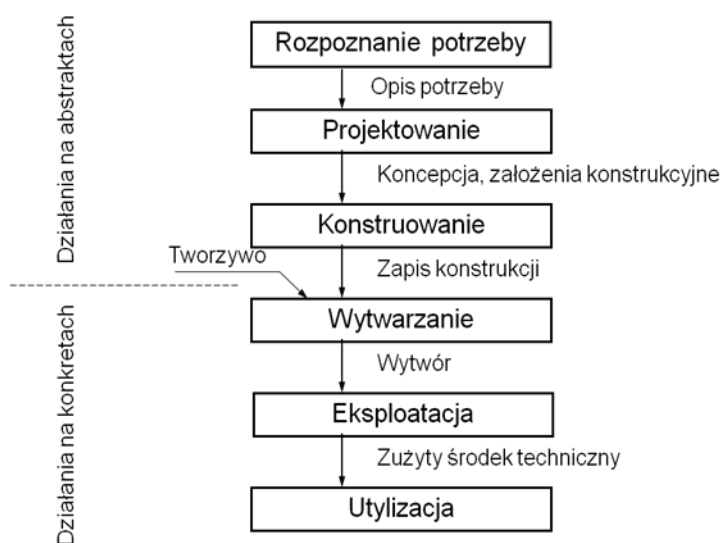 Rozpoznanie potrzeby
Opis potrzeby
Projektowanie
Koncepcja, założenia konstrukcyjne
Konstruowanie
Tworzywo
Zapis konstrukcji
Wytwarzanie
Wytwór
Eksploatacja
Zużyty środek techniczny
Utylizacja
Działania na abstraktach
Działania na konkretach